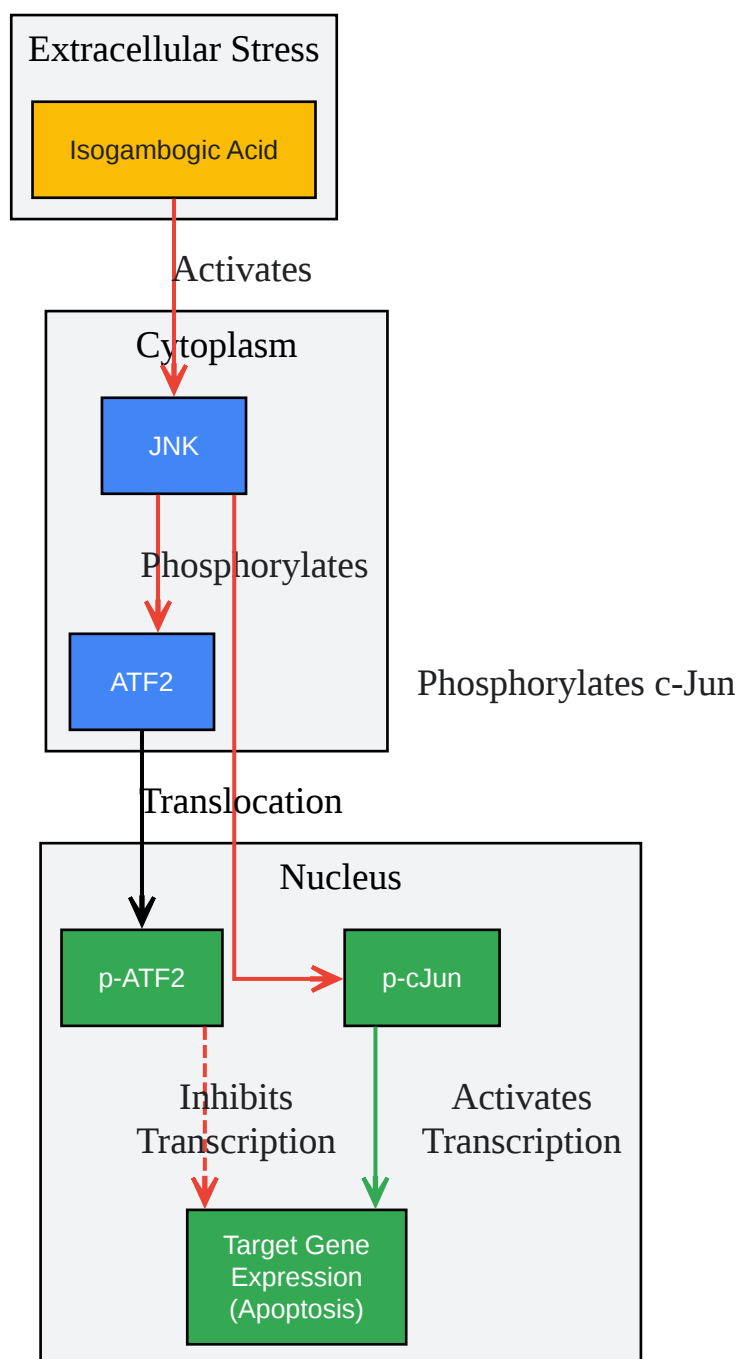 Extracellular Stress
Isogambogic Acid
Activates
Cytoplasm
JNK
Phosphorylates
ATF2
Phosphorylates c-Jun
Translocation
Nucleus
p-ATF2
p-cJun
Inhibits
Transcription
Activates
Transcription
Target Gene
Expression
(Apoptosis)